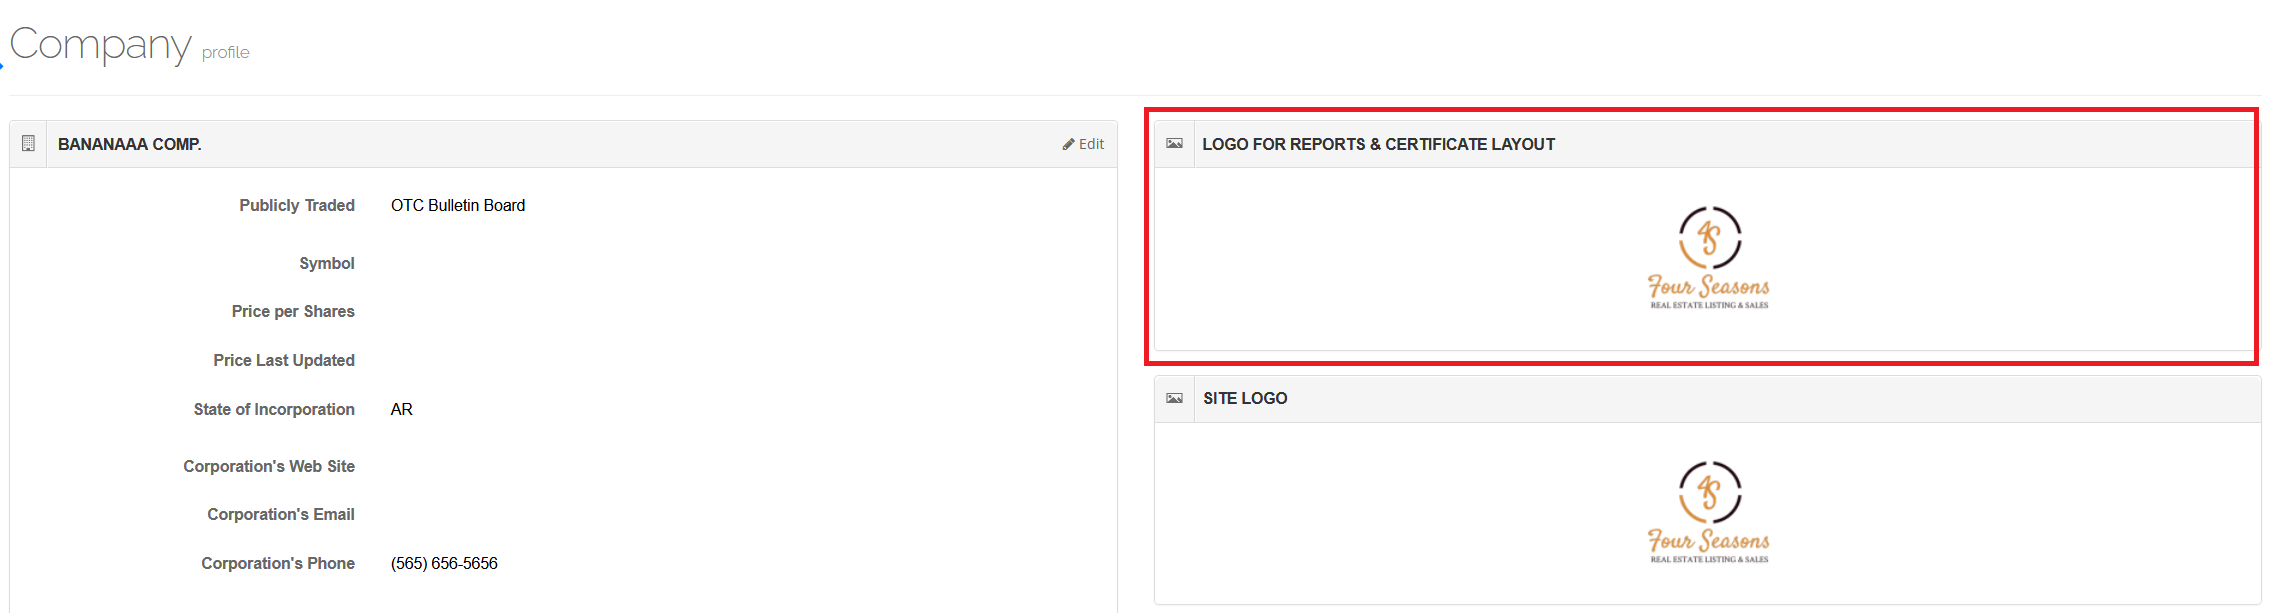 Company profile
BANANAAA COMP.
Edit
Publicly Traded OTC Bulletin Board
Symbol
Price per Shares
Price Last Updated
State of Incorporation AR
Corporation's Web Site
Corporation's Email
Corporation's Phone (565) 656-5656
LOGO FOR REPORTS & CERTIFICATE LAYOUT
4S
Four Seasons
REAL ESTATE LISTING & SALES
SITE LOGO
4S
Four Seasons
REAL ESTATE LISTING & SALES